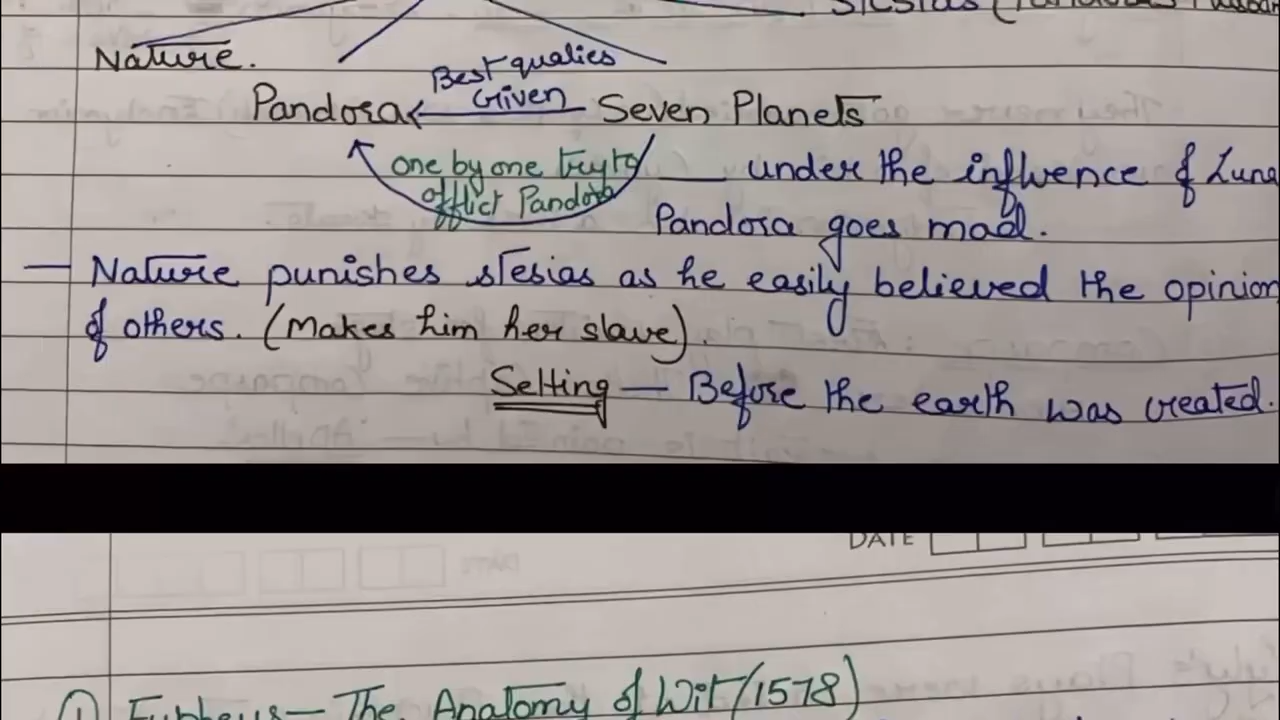 Nature.
Best qualies
Given
Pandora Seven Planets
one by one try to
afflict Pandora
under the influence of Luna
Pandora goes mad.
— Nature punishes stesias as he easily believed the opinion
of others. (Makes him her slave).
Setting — Before the earth was created.
DATE
① Euphues — The Anatomy of Wit (1578)